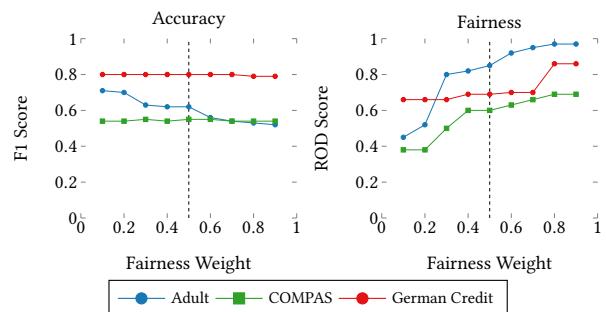 Accuracy
1
0.8
0.6
0.4
0.2
0
0 0.2 0.4 0.6 0.8 1
F1 Score
Fairness Weight
Fairness
1
0.8
0.6
0.4
0.2
0
0 0.2 0.4 0.6 0.8 1
ROD Score
Fairness Weight
Adult COMPAS German Credit